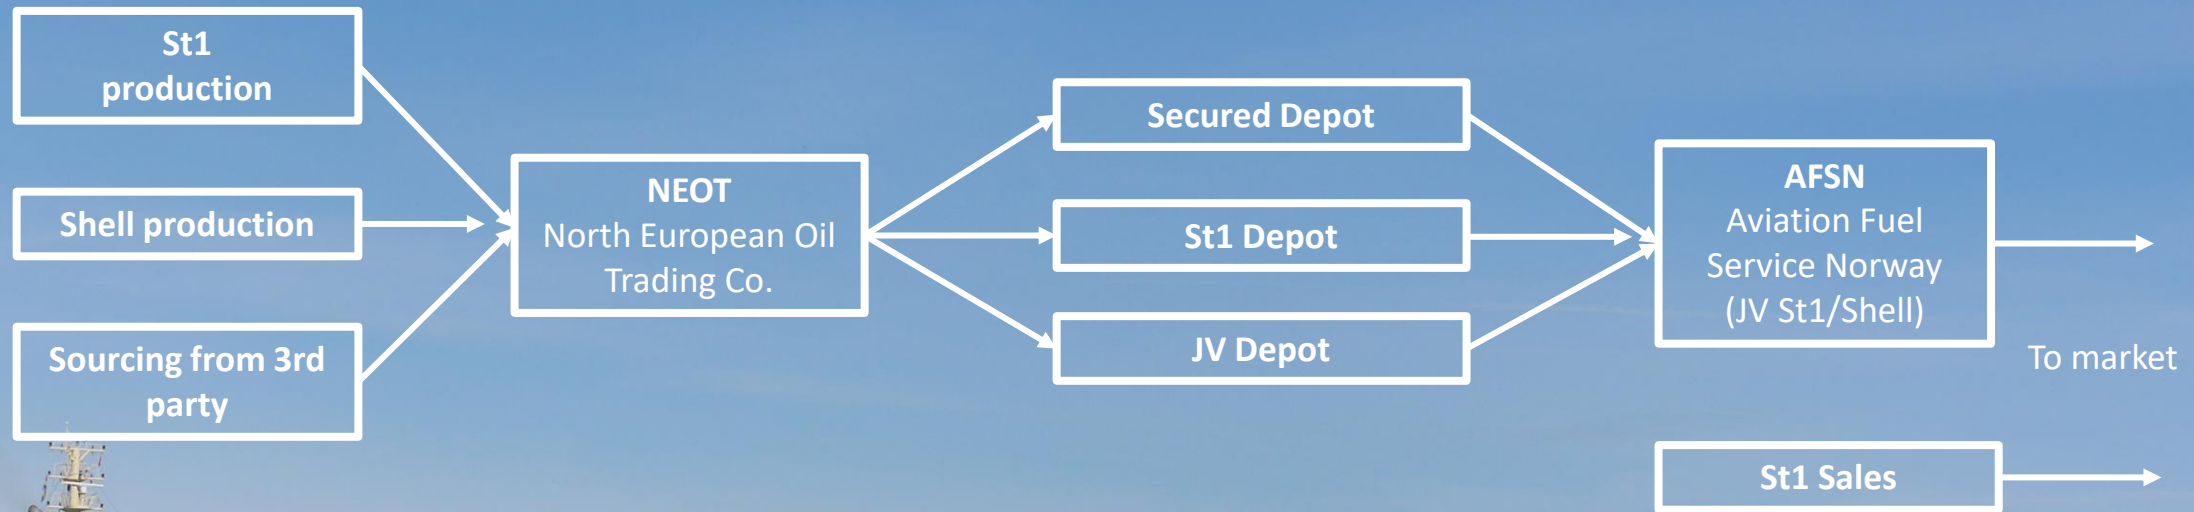 St1
production
Shell production
Sourcing from 3rd
party
NEOT
North European Oil
Trading Co.
Secured Depot
St1 Depot
JV Depot
AFSN
Aviation Fuel
Service Norway
(JV St1/Shell)
To market
St1 Sales